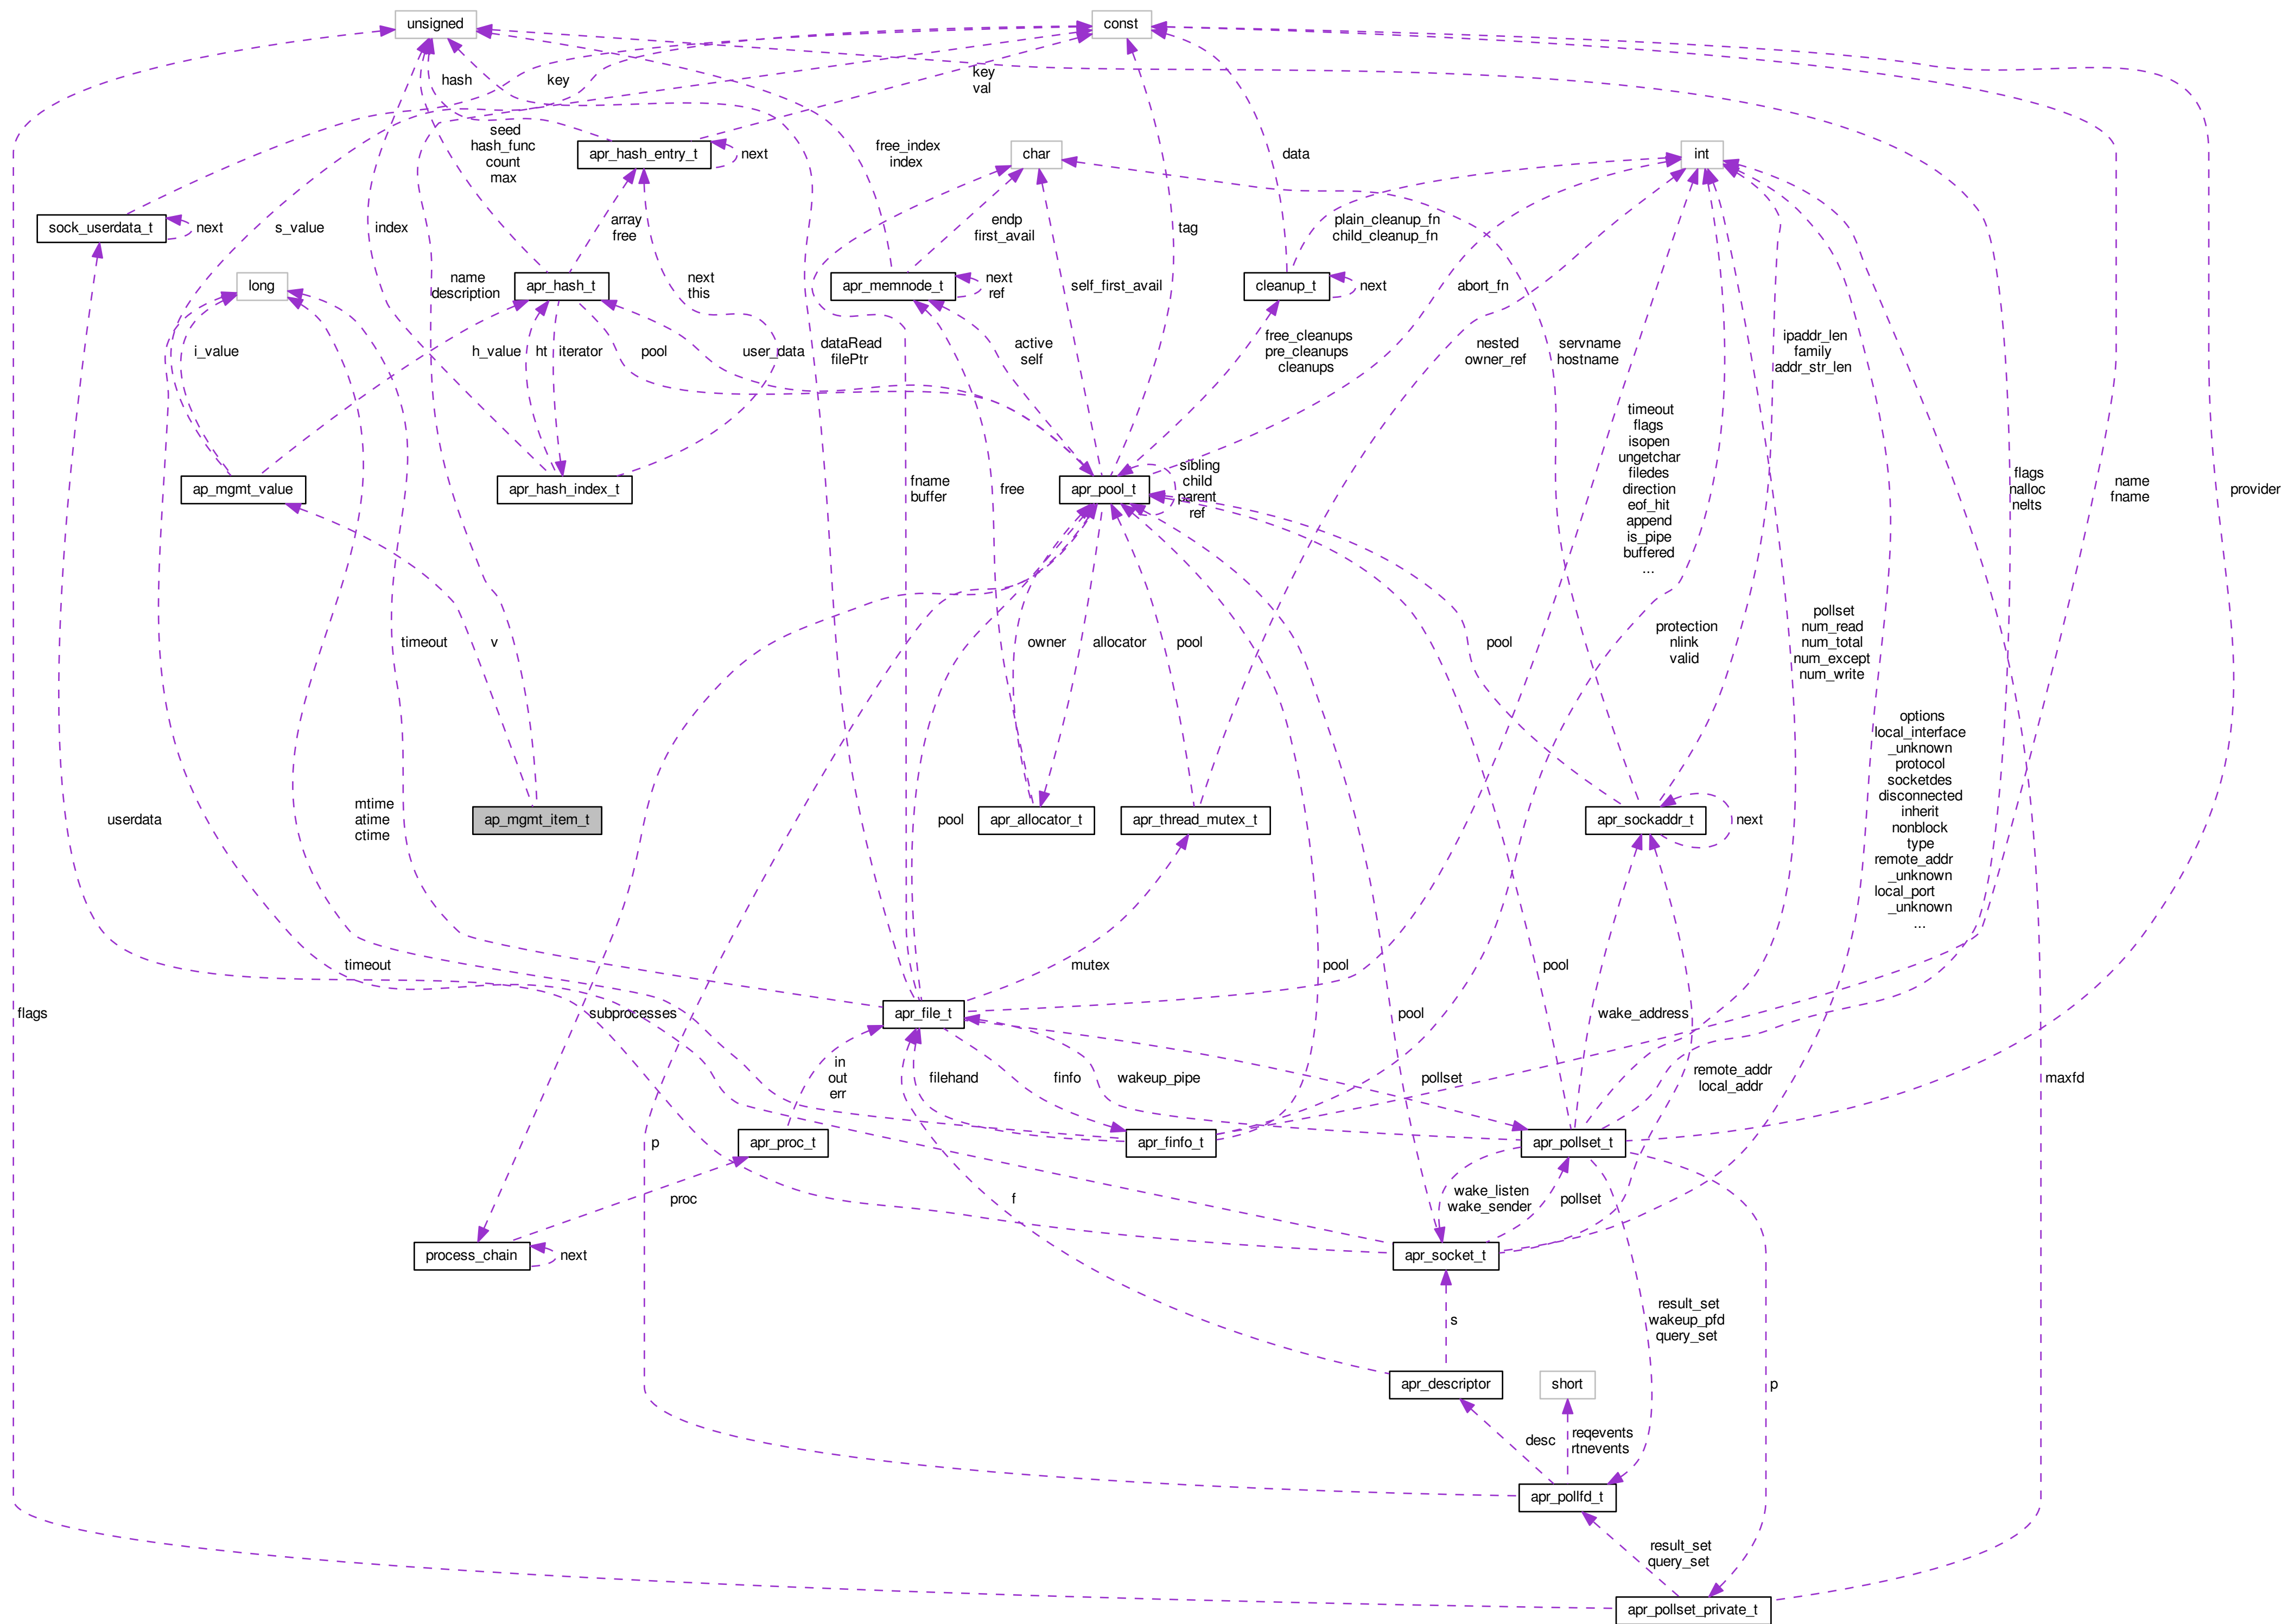 unsigned
const
hash
key
key
val
seed
hash_func
count
max
apr_hash_entry_t
next
free_index
index
char
data
int
sock_userdata_t
next
s_value
index
array
free
endp
first_avail
tag
plain_cleanup_fn
child_cleanup_fn
long
name
description
apr_hash_t
next
this
apr_memnode_t
next
ref
self_first_avail
cleanup_t
next
abort_fn
i_value
h_value
ht
iterator
pool
user_data
dataRead
filePtr
active
self
free_cleanups
pre_cleanups
cleanups
nested
owner_ref
servname
hostname
ipaddr_len
family
addr_str_len
ap_mgmt_value
apr_hash_index_t
fname
buffer
free
apr_pool_t
sibling
child
parent
ref
timeout
flags
isopen
ungetchar
filedes
direction
eof_hit
append
is_pipe
buffered
...
flags
nalloc
nelts
name
fname
provider
timeout
v
owner
allocator
pool
pool
protection
nlink
valid
pollset
num_read
num_total
num_except
num_write
userdata
mtime
atime
ctime
ap_mgmt_item_t
pool
apr_allocator_t
apr_thread_mutex_t
apr_sockaddr_t
next
options
local_interface
_unknown
protocol
socketdes
disconnected
inherit
nonblock
type
remote_addr
_unknown
local_port
_unknown
...
timeout
mutex
pool
pool
flags
subprocesses
apr_file_t
pool
wake_address
in
out
err
filehand
finfo
wakeup_pipe
pollset
remote_addr
local_addr
maxfd
p
apr_proc_t
apr_finfo_t
apr_pollset_t
proc
f
wake_listen
wake_sender
pollset
process_chain
next
apr_socket_t
s
result_set
wakeup_pfd
query_set
apr_descriptor
short
p
desc
reqevents
rtnevents
apr_pollfd_t
result_set
query_set
apr_pollset_private_t